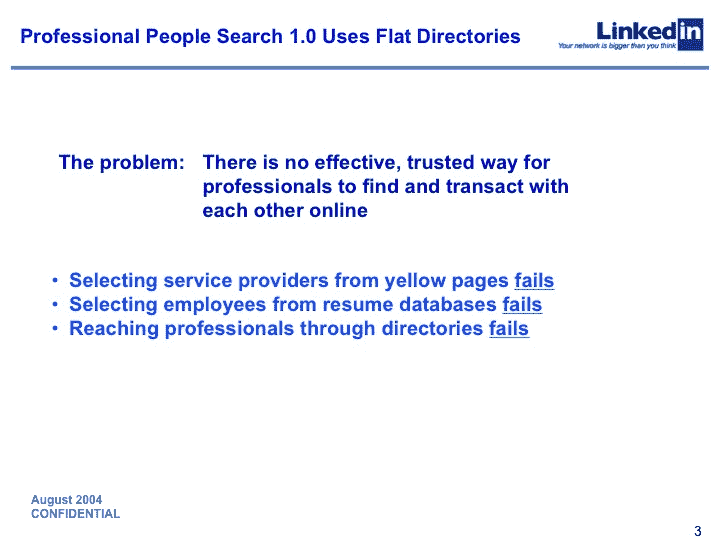 Professional People Search 1.0 Uses Flat Directories
Linkedin
Your network is bigger than you think
The problem: There is no effective, trusted way for
professionals to find and transact with
each other online
• Selecting service providers from yellow pages fails
• Selecting employees from resume databases fails
• Reaching professionals through directories fails
August 2004
CONFIDENTIAL
3